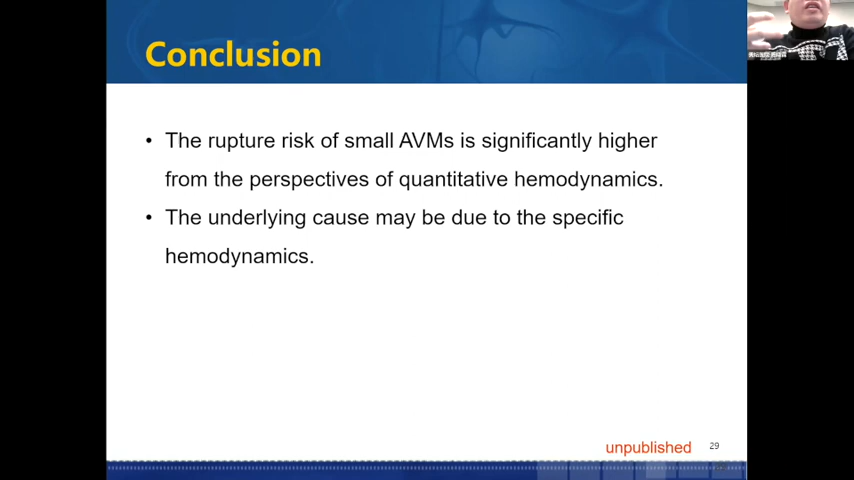 Conclusion
• The rupture risk of small AVMs is significantly higher
from the perspectives of quantitative hemodynamics.
• The underlying cause may be due to the specific
hemodynamics.
unpublished
29